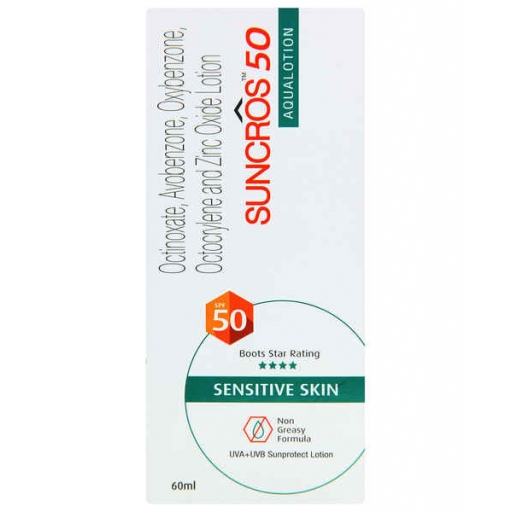 Octinoxate, Avobenzone, Oxybenzone,
Octocrylene and Zinc Oxide Lotion
SUNCRÔS™ 50
AQUALOTION
SPF
50
Boots Star Rating
★★★★
SENSITIVE SKIN
Non
Greasy
Formula
UVA+UVB Sunprotect Lotion
60ml